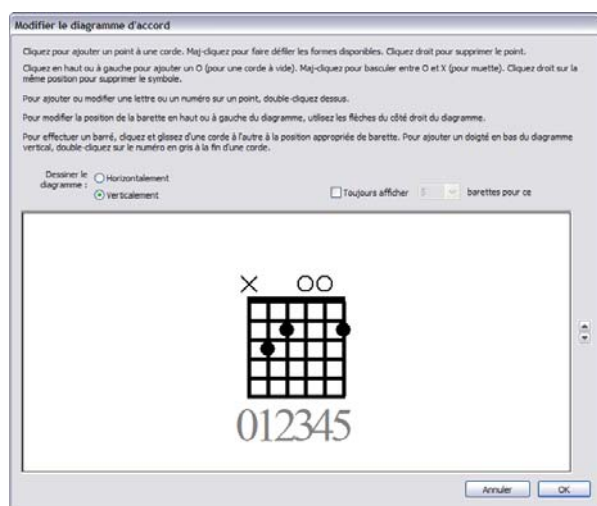 Modifier le diagramme d'accord
Cliquez pour ajouter un point à une corde. Maj-cliquez pour faire défiler les formes disponibles. Cliquez droit pour supprimer le point.
Cliquez en haut ou à gauche pour ajouter un O (pour une corde à vide). Maj-cliquez pour basculer entre O et X (pour muette). Cliquez droit sur la
même position pour supprimer le symbole.
Pour ajouter ou modifier une lettre ou un numéro sur un point, double-cliquez dessus.
Pour modifier la position de la barette en haut ou à gauche du diagramme, utilisez les flèches du côté droit du diagramme.
Pour effectuer un barré, cliquez et glissez d'une corde à l'autre à la position appropriée de barette. Pour ajouter un doigté en bas du diagramme
vertical, double-cliquez sur le numéro en gris à la fin d'une corde.
Dessiner le
diagramme :
Horizontalement
Verticalement
Toujours afficher 5 barettes pour ce
X OO
012345
Annuler OK